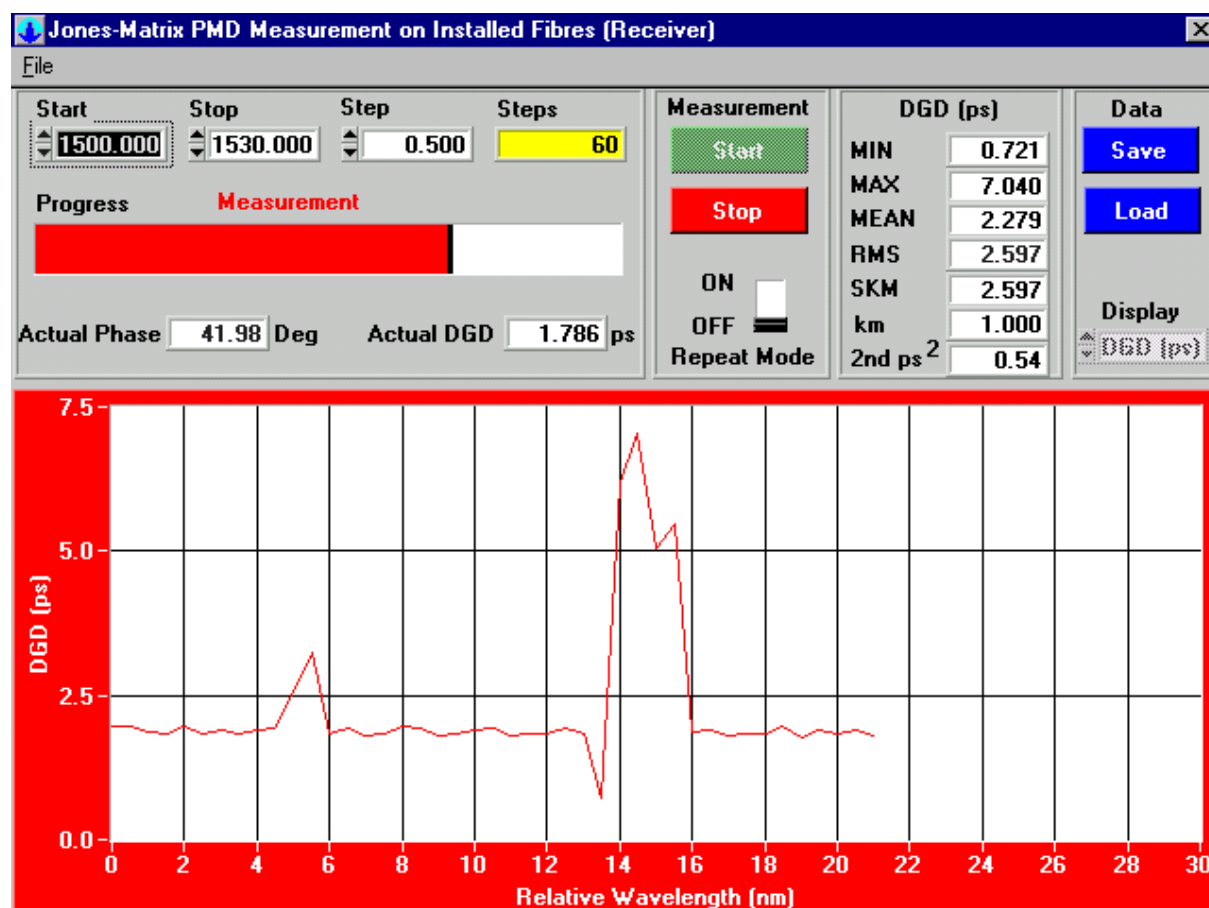 Jones-Matrix PMD Measurement on Installed Fibres (Receiver)
File
Start Stop Step Steps
1500.000 1530.000 0.500 60
Progress Measurement
Actual Phase 41.98 Deg Actual DGD 1.786 ps
Measurement
Start
Stop
ON
OFF
Repeat Mode
DGD (ps)
MIN 0.721
MAX 7.040
MEAN 2.279
RMS 2.597
SKM 2.597
km 1.000
2nd ps 2 0.54
Data
Save
Load
Display
DGD (ps)
7.5
5.0
2.5
0.0
DGD (ps)
0 2 4 6 8 10 12 14 16 18 20 22 24 26 28 30
Relative Wavelength (nm)